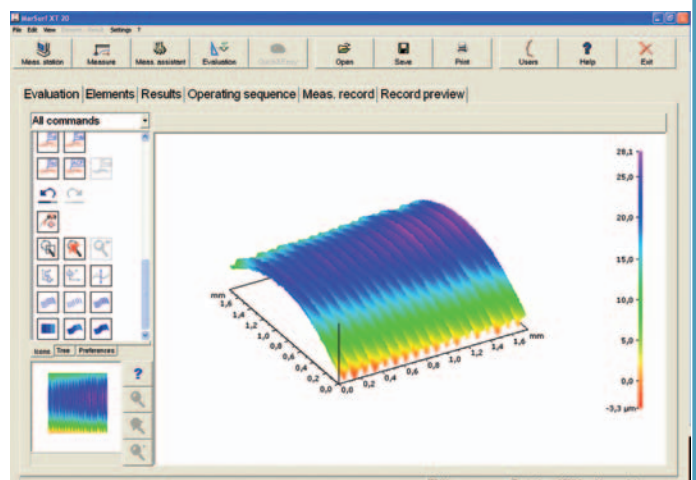 MarSurf XT 20
File Edit View Settings ?
Meas. station Measure Meas. assistant Evaluation Open Save Print Users Help Exit
Evaluation Elements Results Operating sequence Meas. record Record preview
All commands
28,1
25,0
20,0
15,0
10,0
5,0
0,0
-3,3 µm
mm
1,6
1,4
1,2
1,0
0,8
0,6
0,4
0,2
0,0
0,0 0,2 0,4 0,6 0,8 1,0 1,2 1,4 1,6
mm
Icons Tree Preferences
?